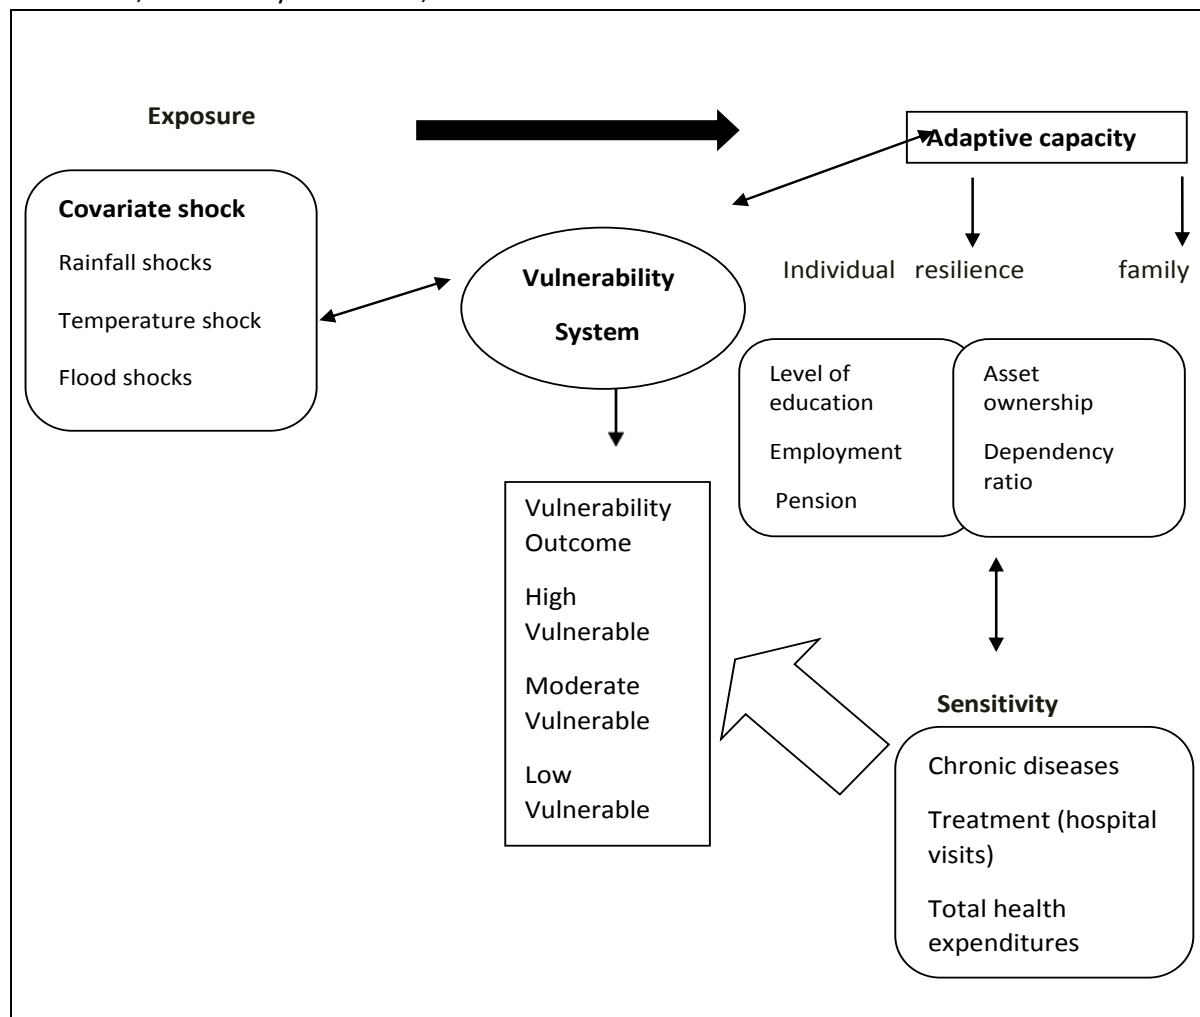 Exposure
Adaptive capacity
Covariate shock
Rainfall shocks
Temperature shock
Flood shocks
Vulnerability
System
Individual resilience family
Level of
education
Employment
Pension
Asset
ownership
Dependency
ratio
Vulnerability
Outcome
High
Vulnerable
Moderate
Vulnerable
Low
Vulnerable
Sensitivity
Chronic diseases
Treatment (hospital
visits)
Total health
expenditures